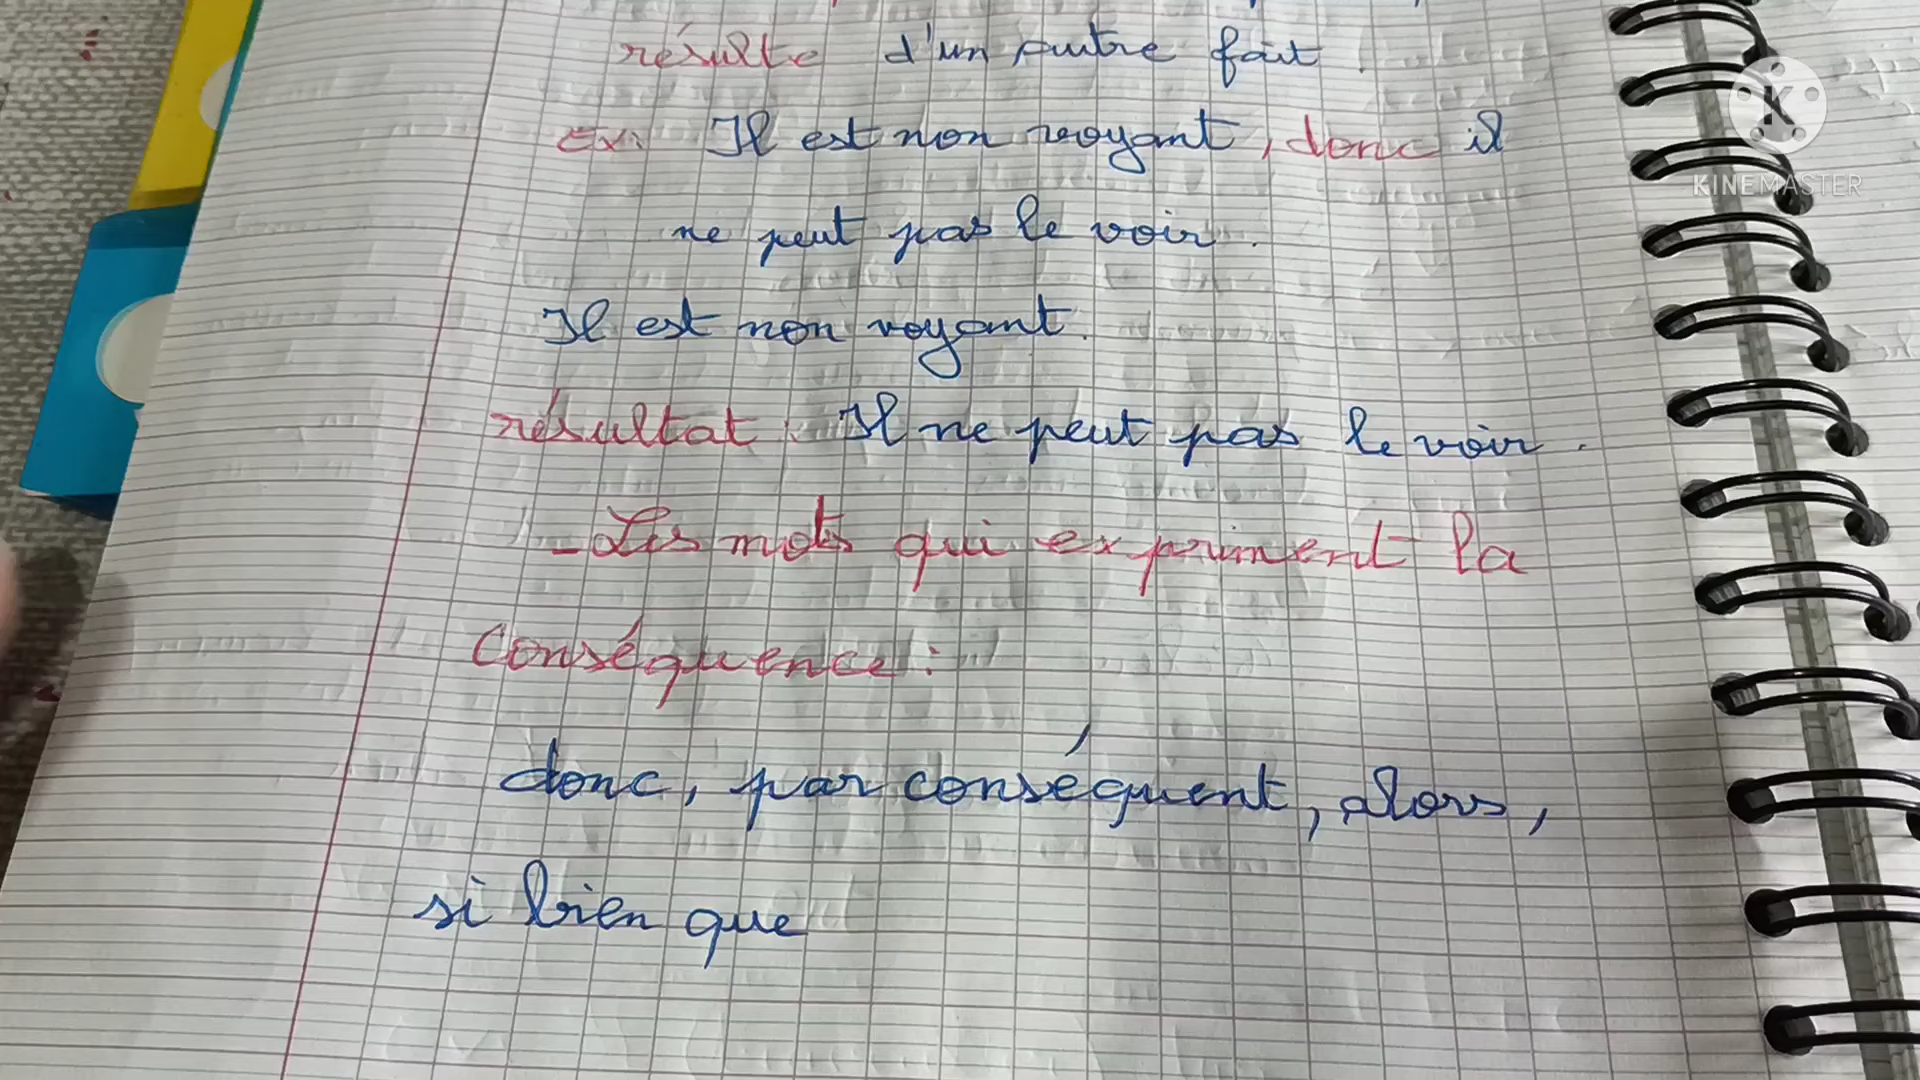 résulte d'un autre fait.
Ex: Il est non voyant, donc il
ne peut pas le voir.
Il est non voyant.
résultat: Il ne peut pas le voir.
- Les mots qui expriment la
Conséquence:
donc, par conséquent, alors,
si bien que
KINEMASTER